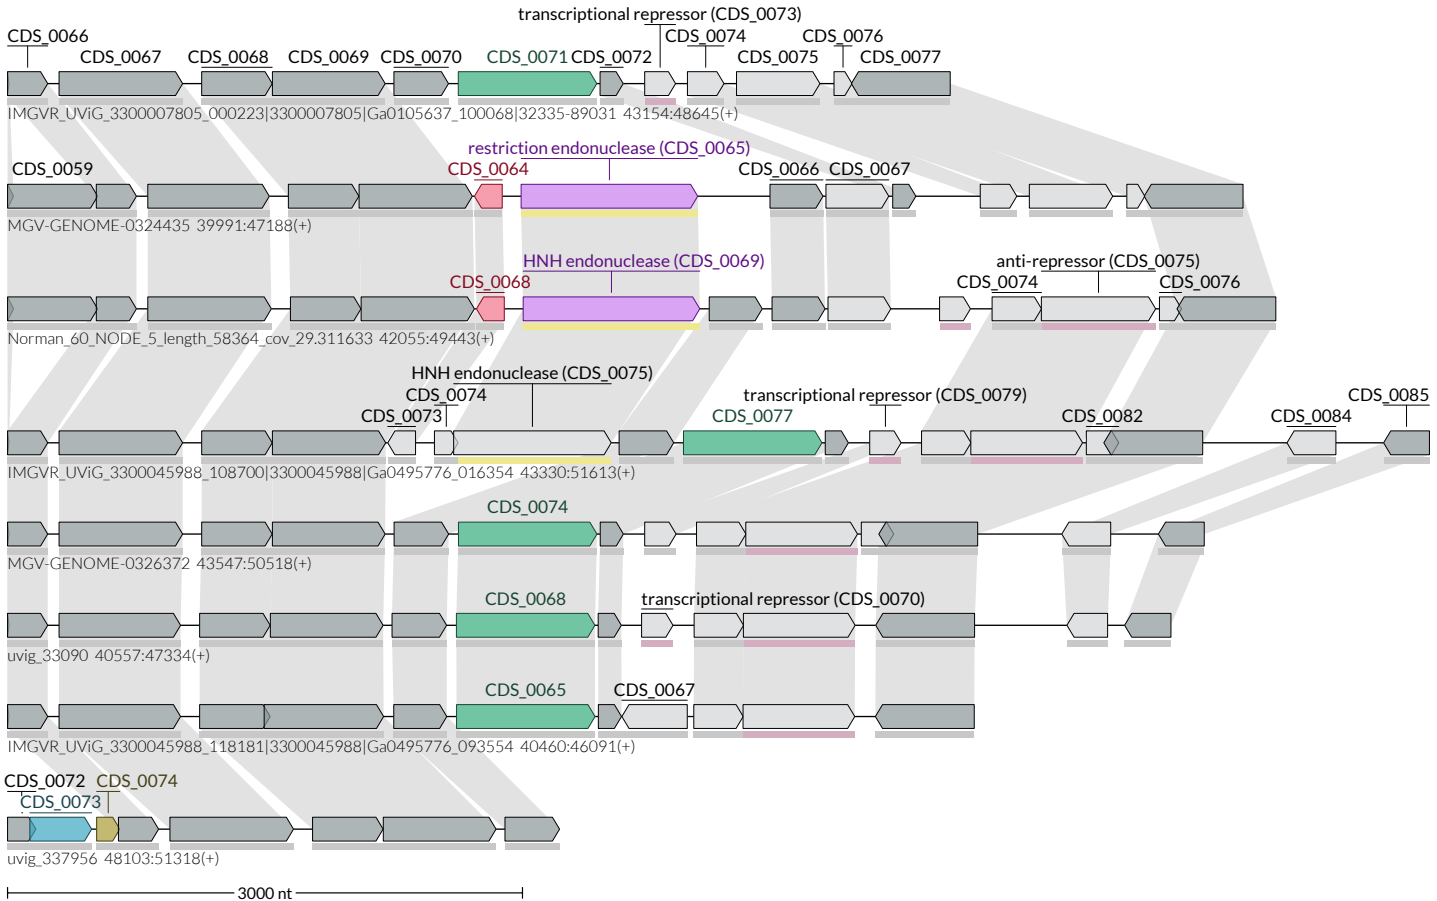 transcriptional repressor (CDS_0073)
CDS_0066 CDS_0074 CDS_0076
CDS_0067 CDS_0068 CDS_0069 CDS_0070 CDS_0071 CDS_0072 CDS_0075 CDS_0077
IMGVR_UViG_3300007805_000223|3300007805|Ga0105637_100068|32335-89031 43154:48645(+)
restriction endonuclease (CDS_0065)
CDS_0059 CDS_0064 CDS_0066 CDS_0067
MGV-GENOME-0324435 39991:47188(+)
HNH endonuclease (CDS_0069) anti-repressor (CDS_0075)
CDS_0068 CDS_0074 CDS_0076
Norman_60_NODE_5_length_58364_cov_29.311633 42055:49443(+)
HNH endonuclease (CDS_0075)
CDS_0074 transcriptional repressor (CDS_0079) CDS_0085
CDS_0073 CDS_0077 CDS_0082 CDS_0084
IMGVR_UViG_3300045988_108700|3300045988|Ga0495776_016354 43330:51613(+)
CDS_0074
MGV-GENOME-0326372 43547:50518(+)
CDS_0068 transcriptional repressor (CDS_0070)
uvig_33090 40557:47334(+)
CDS_0065 CDS_0067
IMGVR_UViG_3300045988_118181|3300045988|Ga0495776_093554 40460:46091(+)
CDS_0072 CDS_0074
CDS_0073
uvig_337956 48103:51318(+)
3000 nt